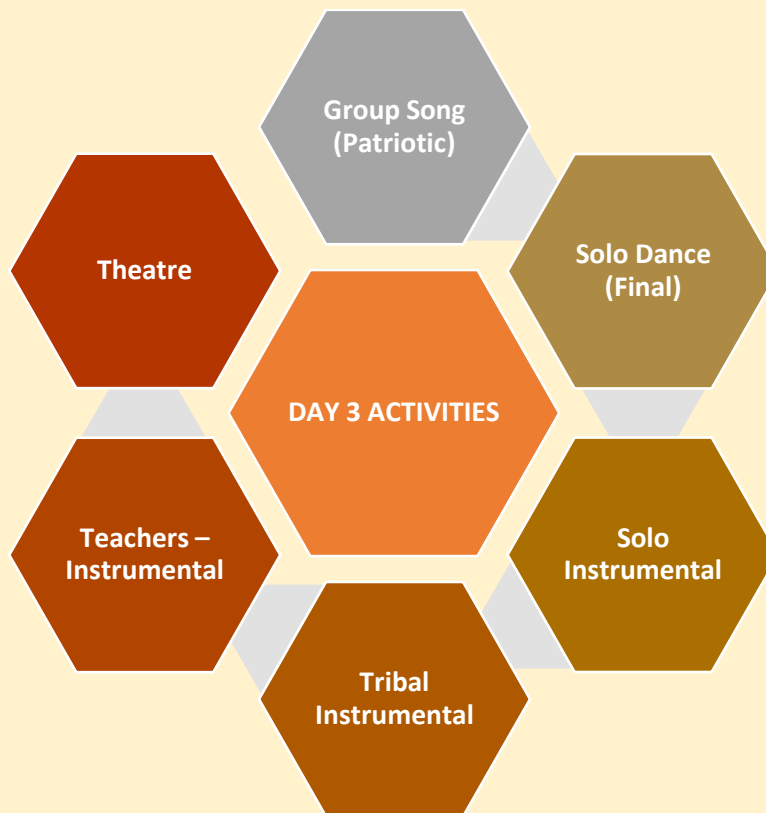 Group Song
(Patriotic)
Solo Dance
(Final)
Solo
Instrumental
Tribal
Instrumental
Teachers –
Instrumental
Theatre
DAY 3 ACTIVITIES